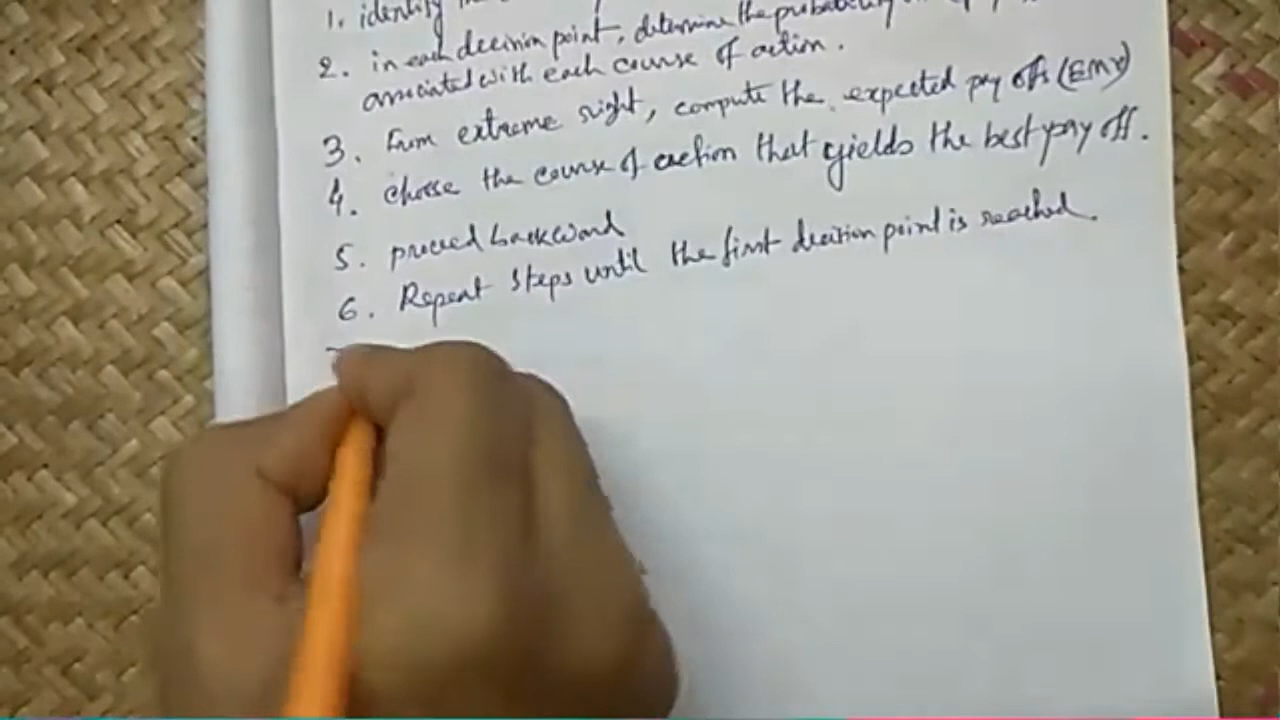 1. identify
2. in each decision point, determine the probability
associated with each course of action.
3. From extreme right, compute the expected pay offs (EMV)
4. choose the course of action that yields the best pay off.
5. proceed backward
6. Repeat steps until the first decision point is reached.